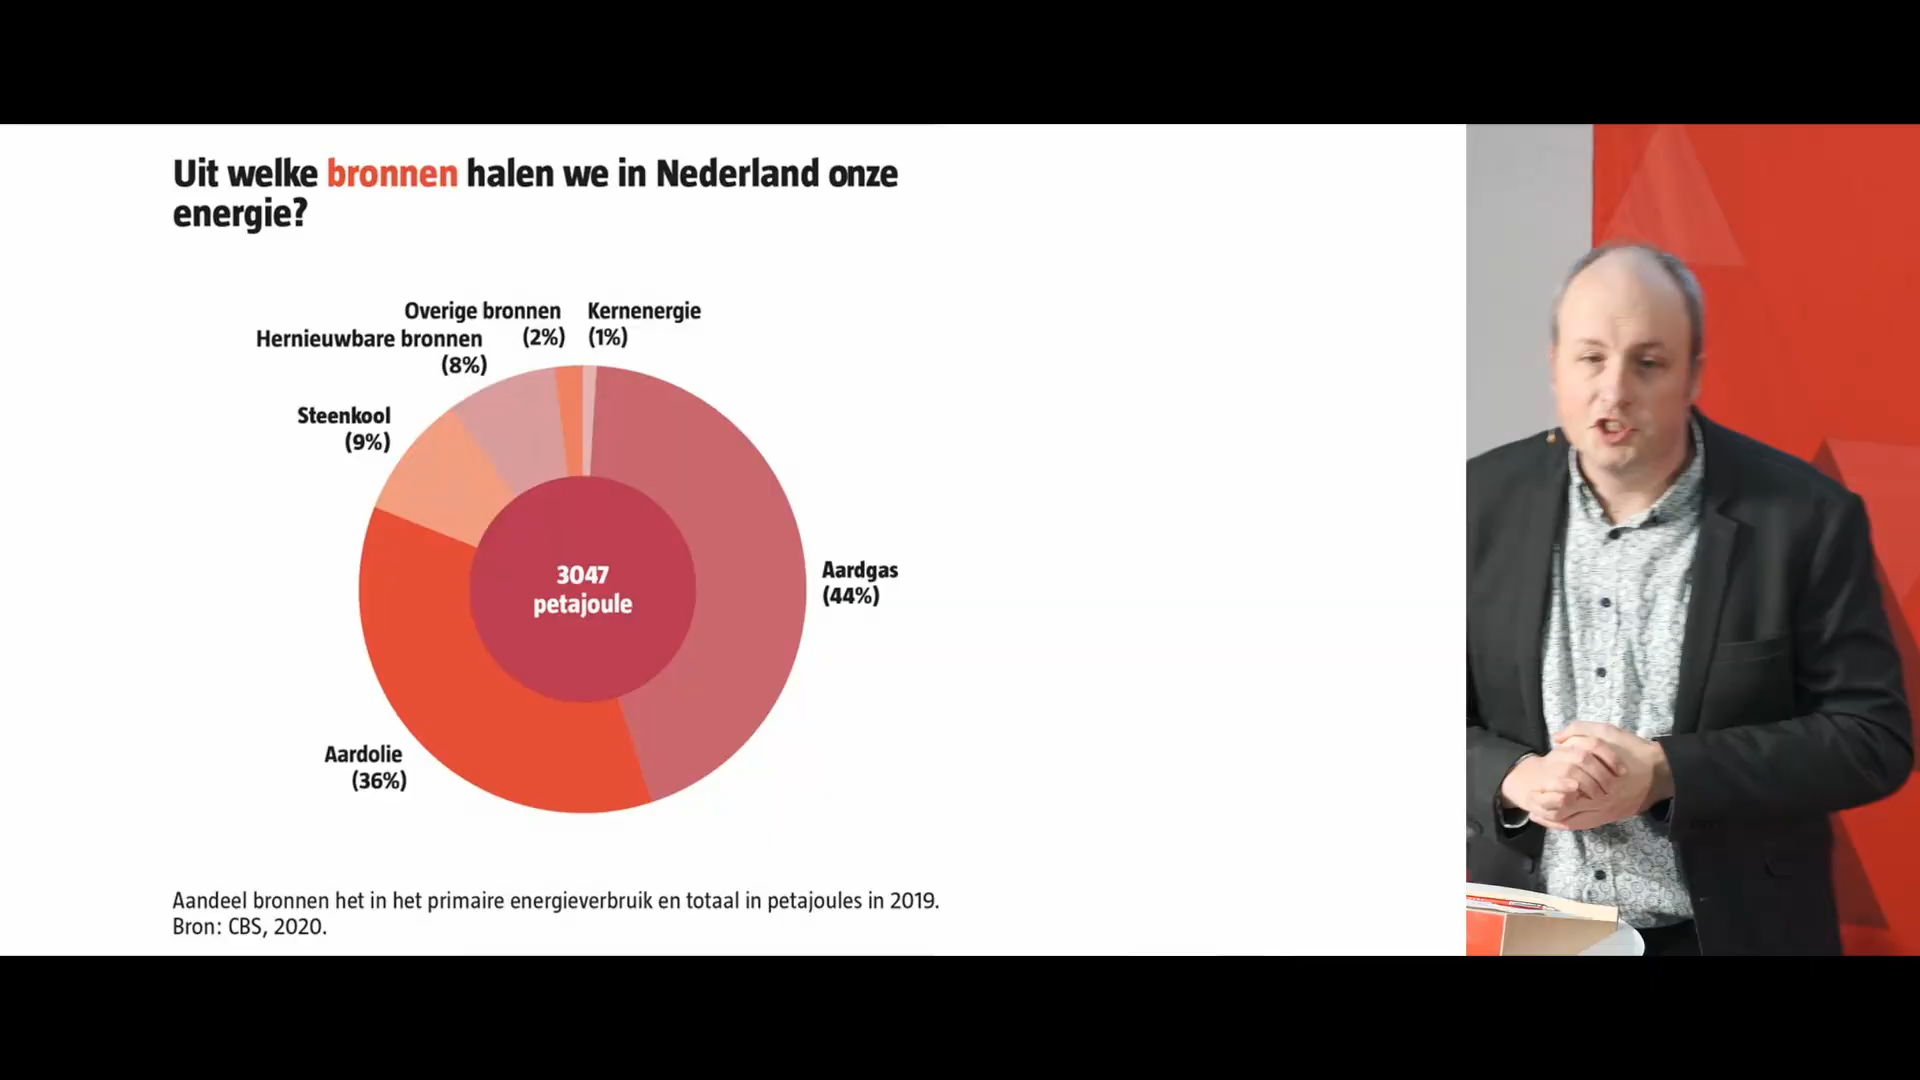 Uit welke bronnen halen we in Nederland onze
energie?
Overige bronnen
(2%)
Kernenergie
(1%)
Hernieuwbare bronnen
(8%)
Steenkool
(9%)
3047
petajoule
Aardgas
(44%)
Aardolie
(36%)
Aandeel bronnen het in het primaire energieverbruik en totaal in petajoules in 2019.
Bron: CBS, 2020.